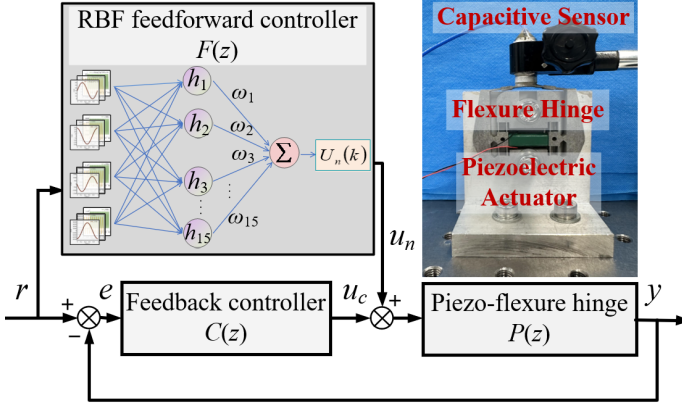 RBF feedforward controller
F(z)
h1
h2
h3
h15
ω1
ω2
ω3
ω15
Σ
Un(k)
Capacitive Sensor
Flexure Hinge
Piezoelectric
Actuator
un
r
+
−
e
Feedback controller
C(z)
uc
+
Piezo-flexure hinge
P(z)
y